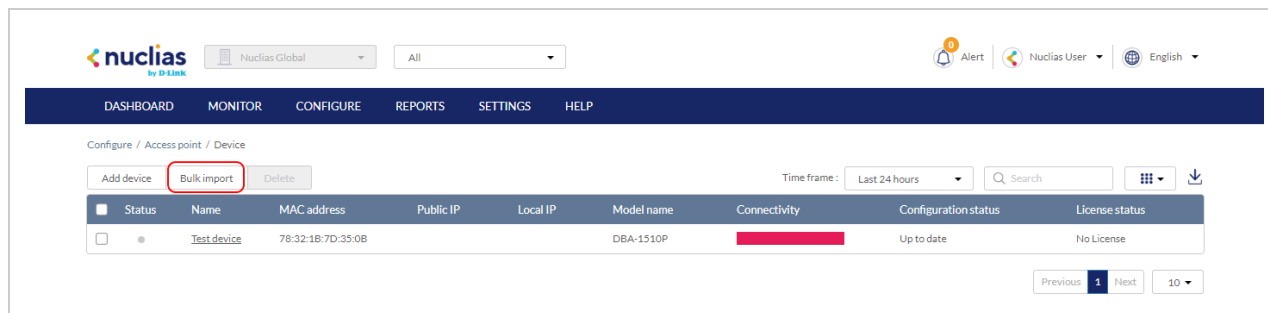 nuclias
by D-Link
Nuclias Global
All
0
Alert
Nuclias User
English
DASHBOARD MONITOR CONFIGURE REPORTS SETTINGS HELP
Configure / Access point / Device
Add device Bulk import Delete Time frame : Last 24 hours Search
Status Name MAC address Public IP Local IP Model name Connectivity Configuration status License status
Test device 78:32:1B:7D:35:0B DBA-1510P Up to date No License
Previous 1 Next 10